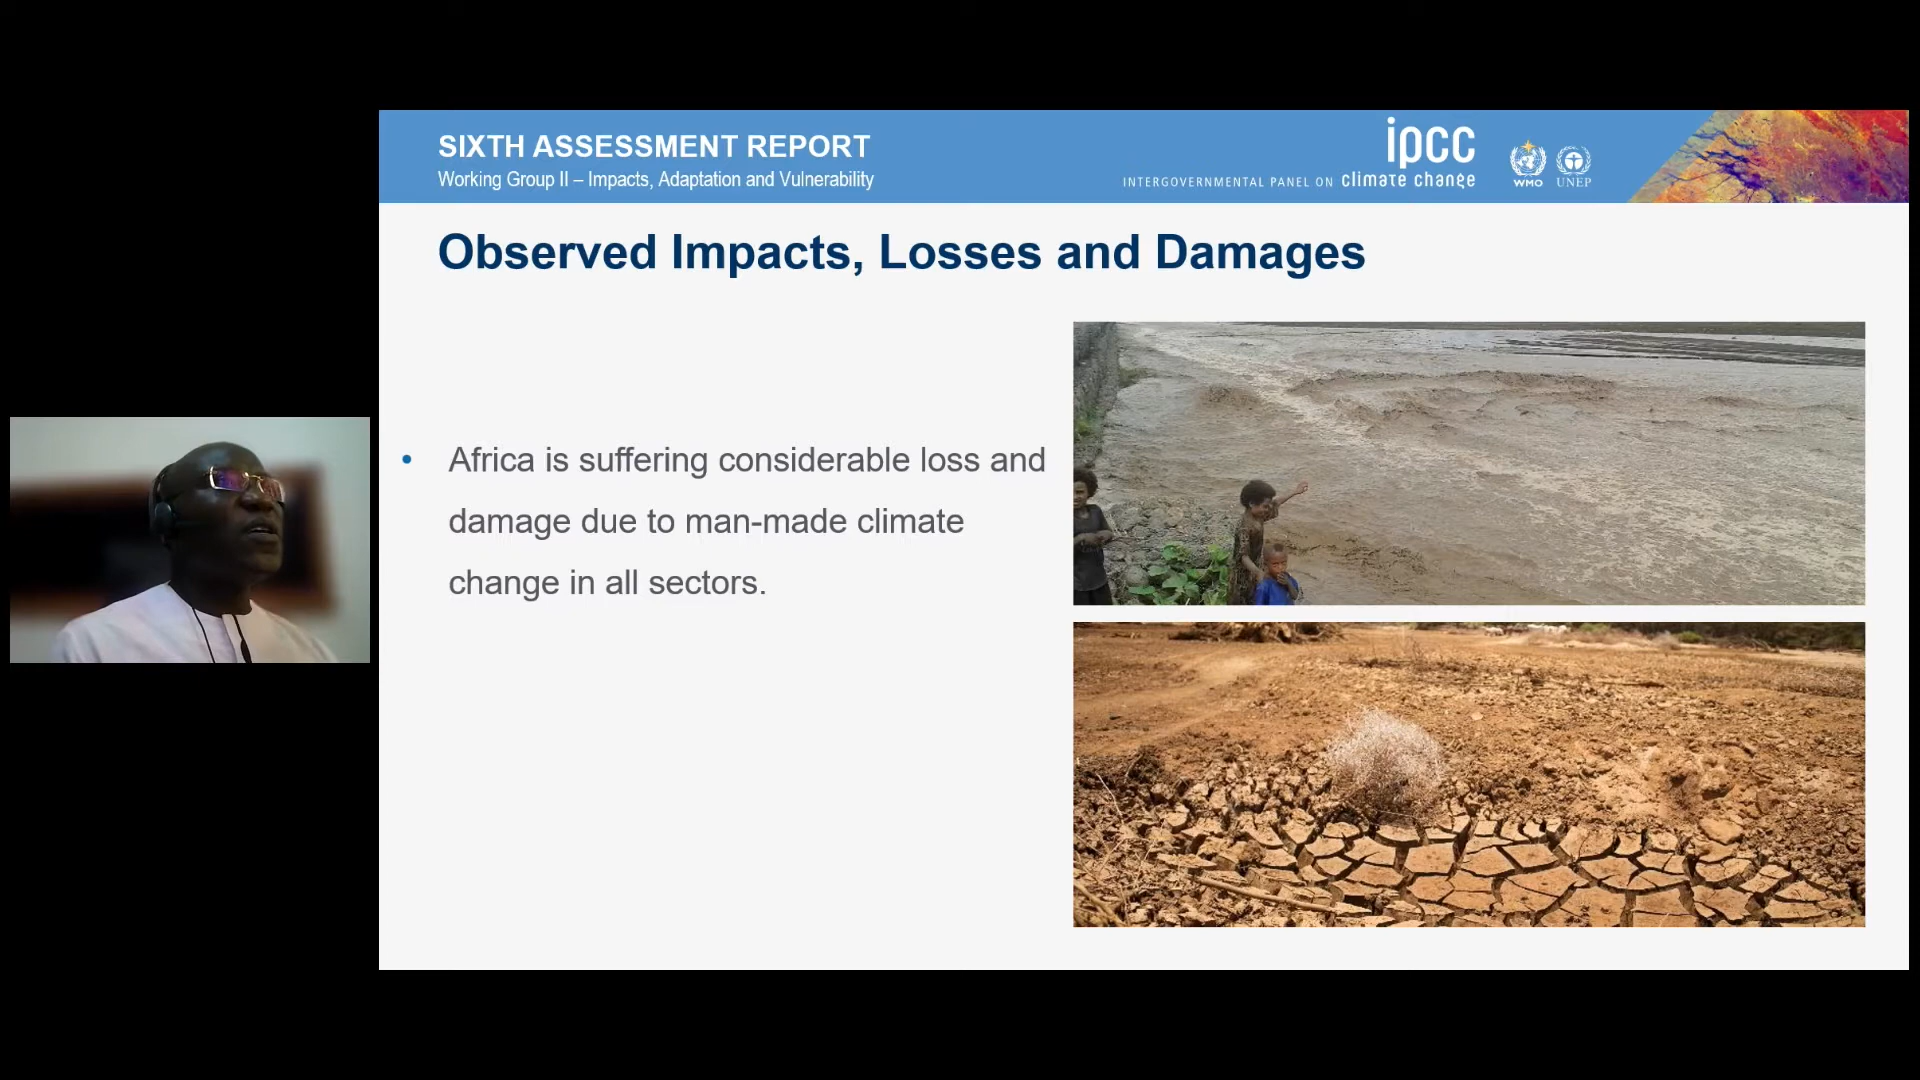 SIXTH ASSESSMENT REPORT
Working Group II – Impacts, Adaptation and Vulnerability
ipcc
INTERGOVERNMENTAL PANEL ON climate change
WMO
UNEP
Observed Impacts, Losses and Damages
• Africa is suffering considerable loss and
damage due to man-made climate
change in all sectors.